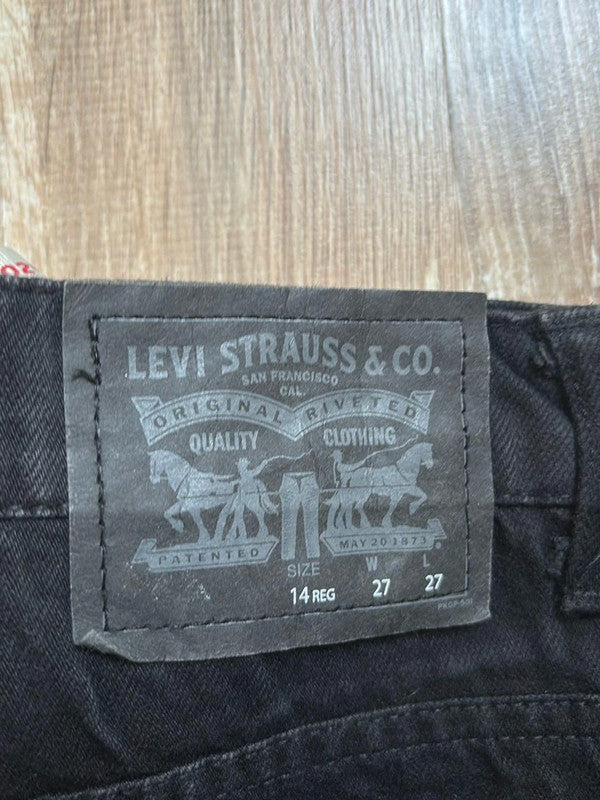 LEVI STRAUSS & CO.
SAN FRANCISCO
CAL.
ORIGINAL RIVETED
QUALITY CLOTHING
PATENTED MAY 20 1873
SIZE W L
14 REG 27 27